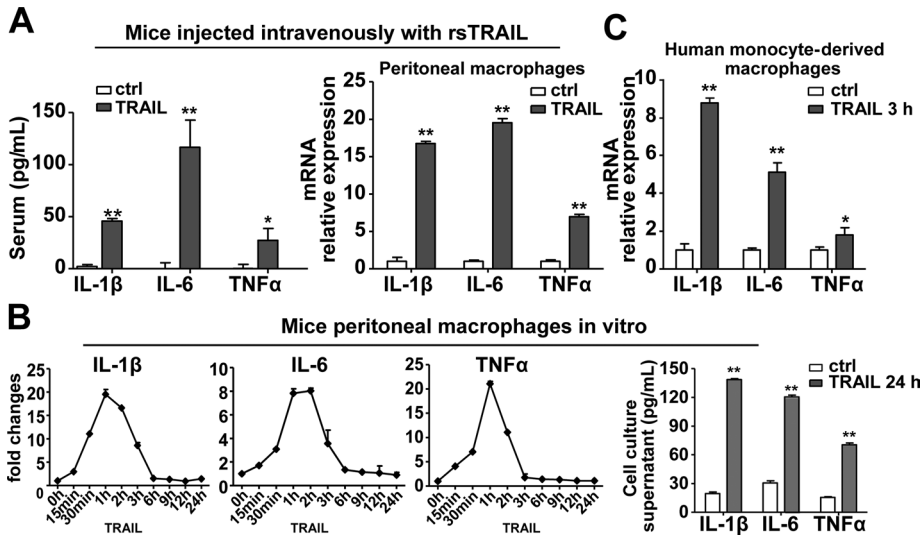 A
Mice injected intravenously with rsTRAIL
Serum (pg/mL)
150
100
50
0
ctrl
TRAIL
**
**
*
IL-1β IL-6 TNFα
Peritoneal macrophages
mRNA
relative expression
25
20
15
10
5
0
ctrl
TRAIL
**
**
**
IL-1β IL-6 TNFα
C
Human monocyte-derived
macrophages
mRNA
relative expression
10
8
6
4
2
0
ctrl
TRAIL 3 h
**
**
*
IL-1β IL-6 TNFα
B
Mice peritoneal macrophages in vitro
IL-1β
fold changes
25
20
15
10
5
0
0h 15min 30min 1h 2h 3h 6h 9h 12h 24h
TRAIL
IL-6
10
8
6
4
2
0
0h 15min 30min 1h 2h 3h 6h 9h 12h 24h
TRAIL
TNFα
25
20
15
10
5
0
0h 15min 30min 1h 2h 3h 6h 9h 12h 24h
TRAIL
Cell culture
supernatant (pg/mL)
150
120
90
60
30
0
ctrl
TRAIL 24 h
**
**
**
IL-1β IL-6 TNFα